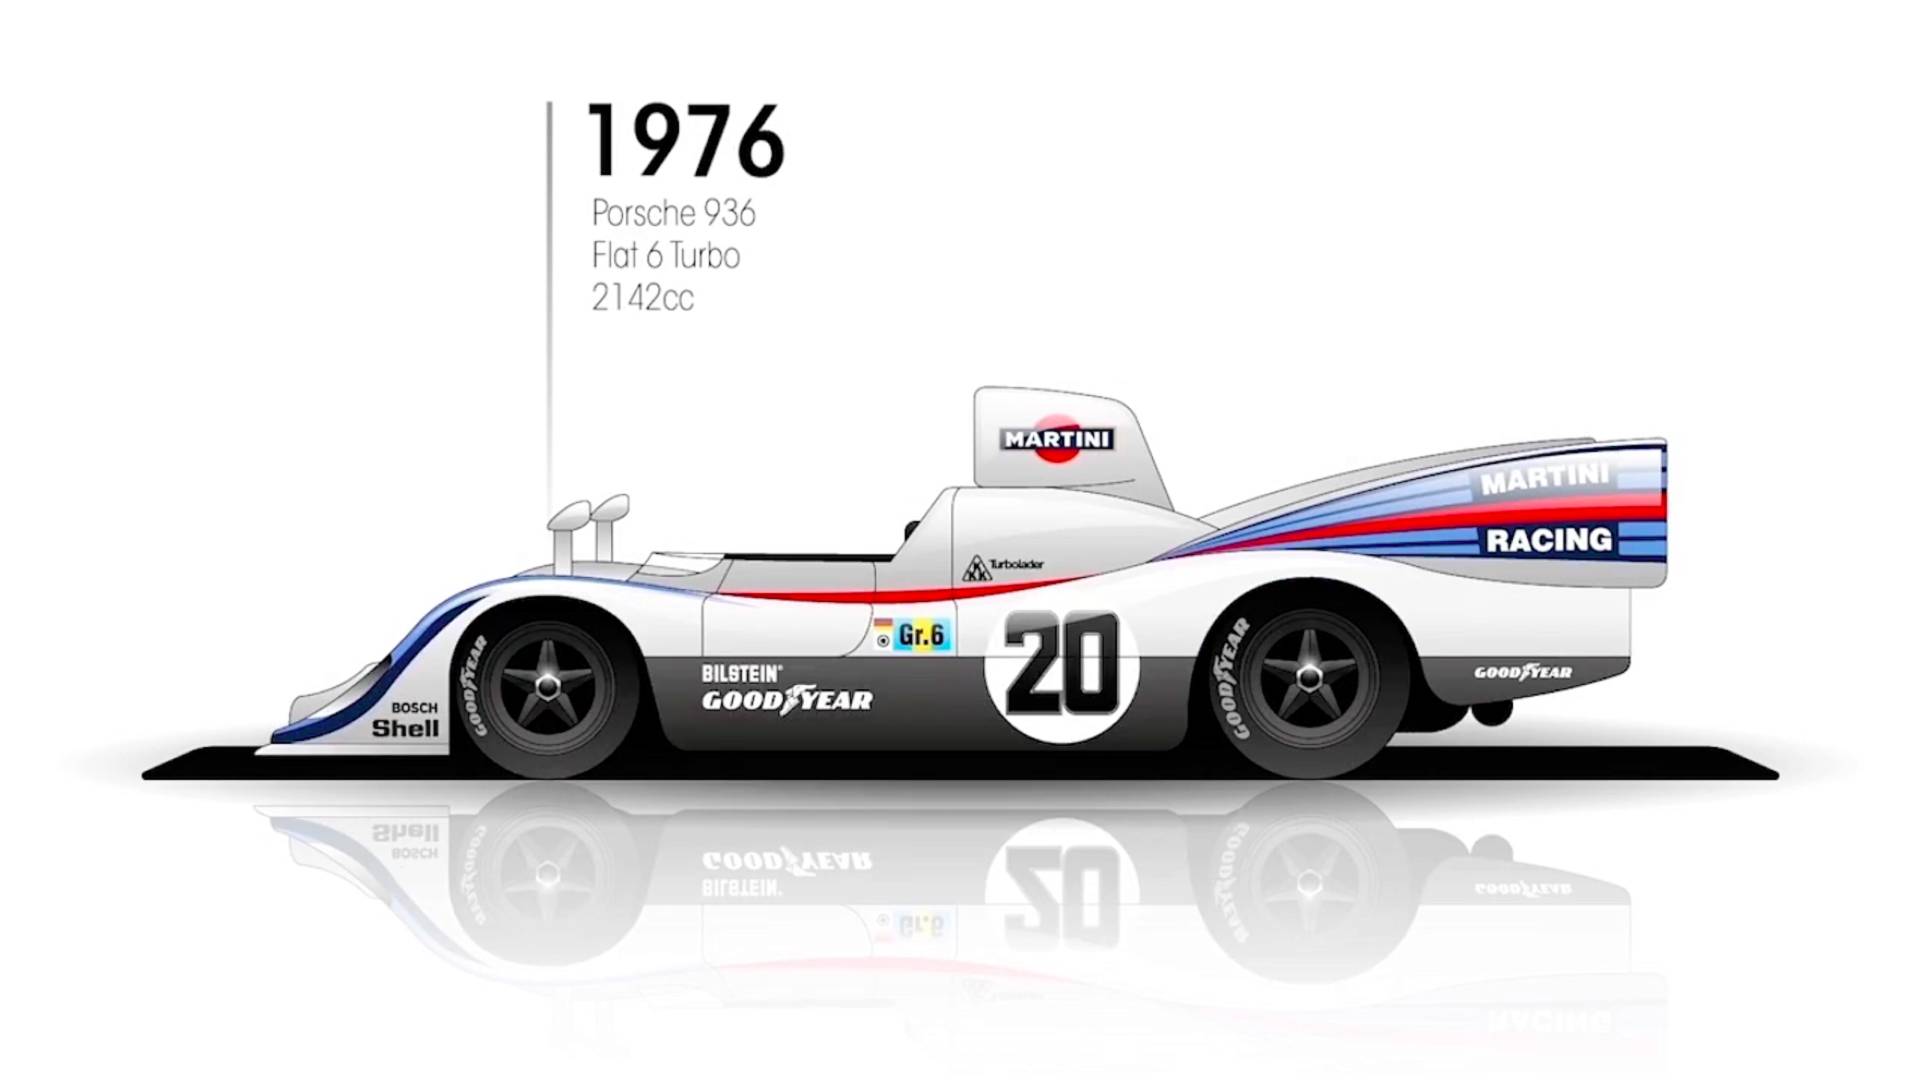 1976
Porsche 936
Flat 6 Turbo
2142cc
MARTINI
MARTINI
RACING
Turbolader
Gr.6
20
BILSTEIN
GOODYEAR
GOODYEAR
BOSCH
Shell
GOODYEAR
GOODYEAR